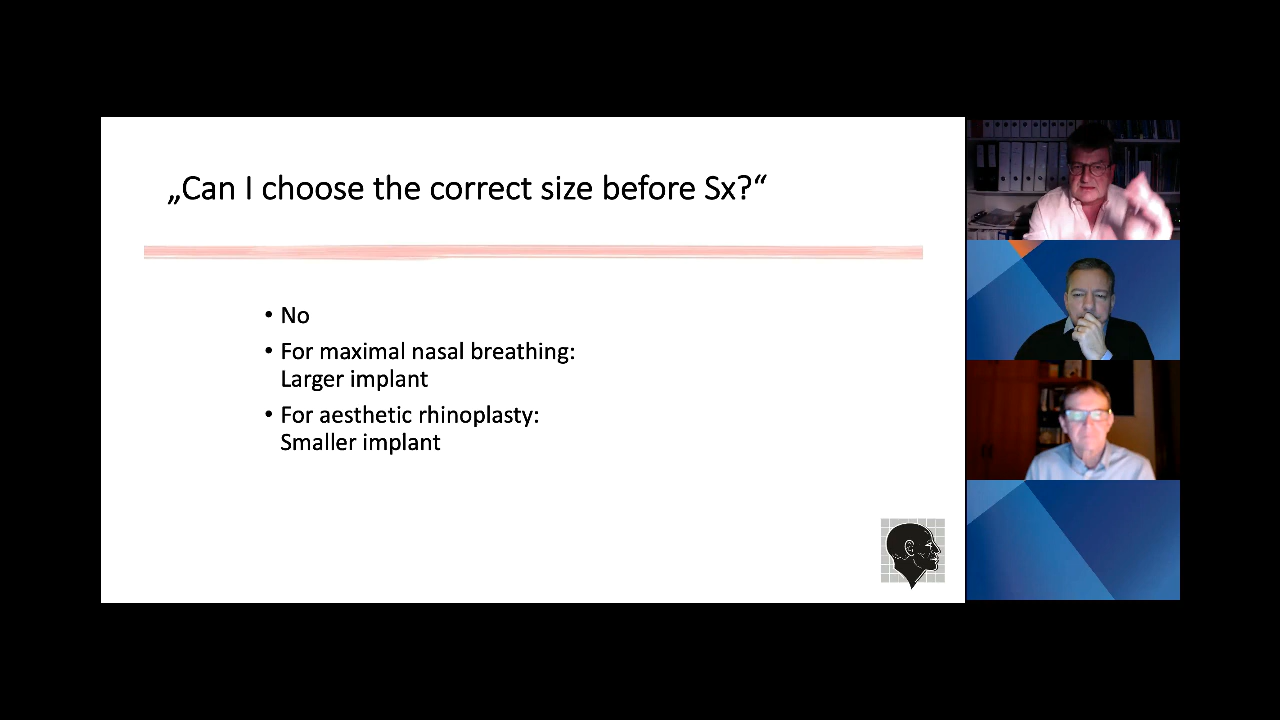 „Can I choose the correct size before Sx?“
• No
• For maximal nasal breathing:
Larger implant
• For aesthetic rhinoplasty:
Smaller implant